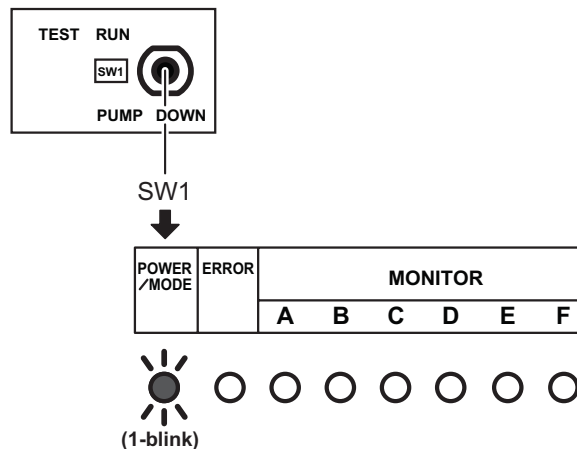 TEST RUN
SW1
PUMP DOWN
SW1
POWER
/MODE
ERROR
MONITOR
A B C D E F
(1-blink)